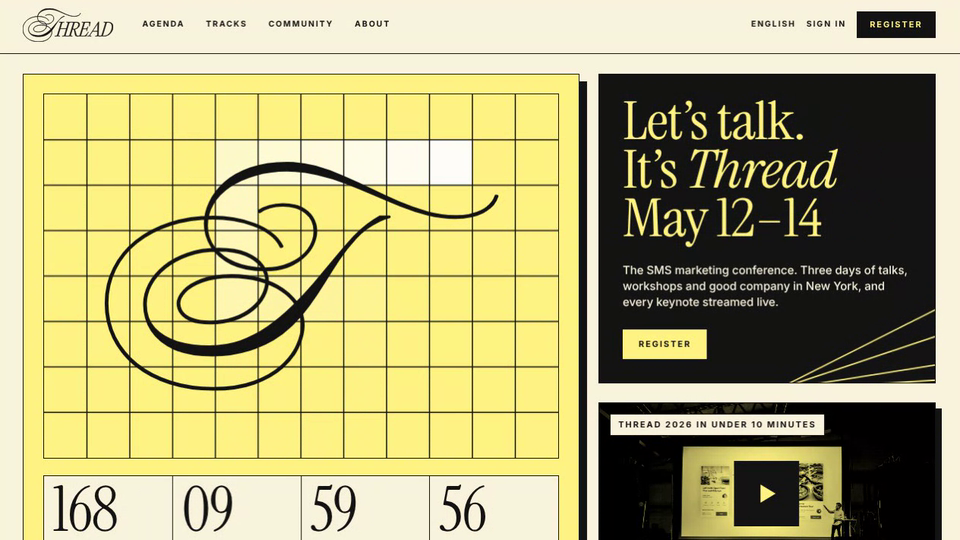 THREAD
AGENDA
TRACKS
COMMUNITY
ABOUT
ENGLISH
SIGN IN
REGISTER
T
168
09
59
56
Let’s talk.
It’s Thread
May 12–14
The SMS marketing conference. Three days of talks,
workshops and good company in New York, and
every keynote streamed live.
REGISTER
THREAD 2026 IN UNDER 10 MINUTES